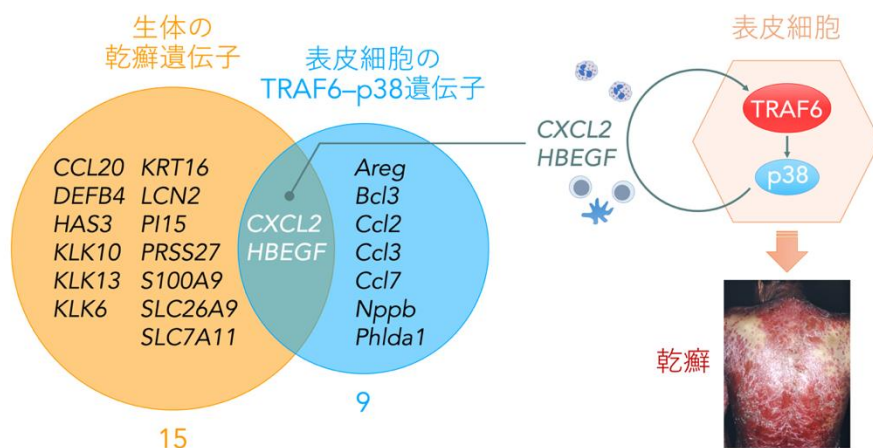 生体の
乾癬遺伝子
表皮細胞の
TRAF6–p38遺伝子
CCL20 KRT16
DEFB4 LCN2
HAS3 PI15
KLK10 PRSS27
KLK13 S100A9
KLK6 SLC26A9
SLC7A11
CXCL2
HBEGF
Areg
Bcl3
Ccl2
Ccl3
Ccl7
Nppb
Phlda1
15
9
表皮細胞
CXCL2
HBEGF
TRAF6
p38
乾癬